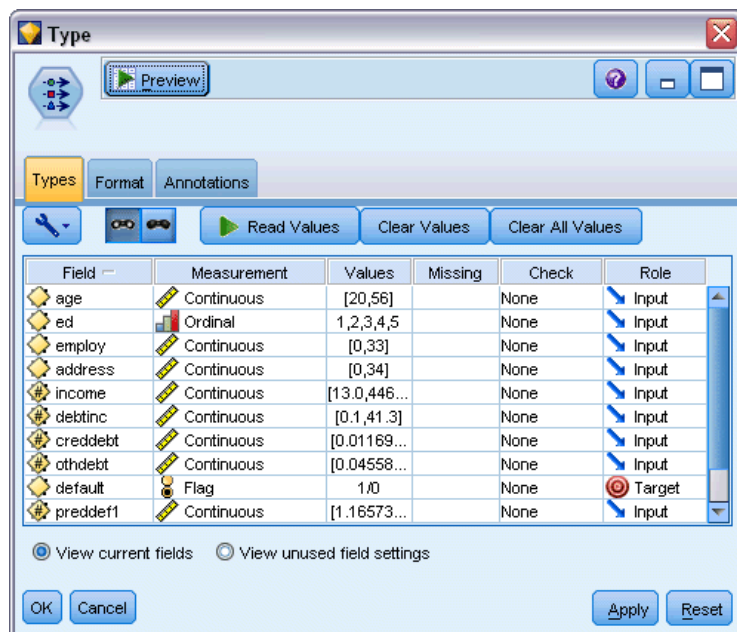 Type
Preview
Types Format Annotations
Read Values Clear Values Clear All Values
Field Measurement Values Missing Check Role
age Continuous [20,56] None Input
ed Ordinal 1,2,3,4,5 None Input
employ Continuous [0,33] None Input
address Continuous [0,34] None Input
income Continuous [13.0,446... None Input
debtinc Continuous [0.1,41.3] None Input
creddebt Continuous [0.01169... None Input
othdebt Continuous [0.04558... None Input
default Flag 1/0 None Target
preddef1 Continuous [1.16573... None Input
View current fields View unused field settings
OK Cancel Apply Reset